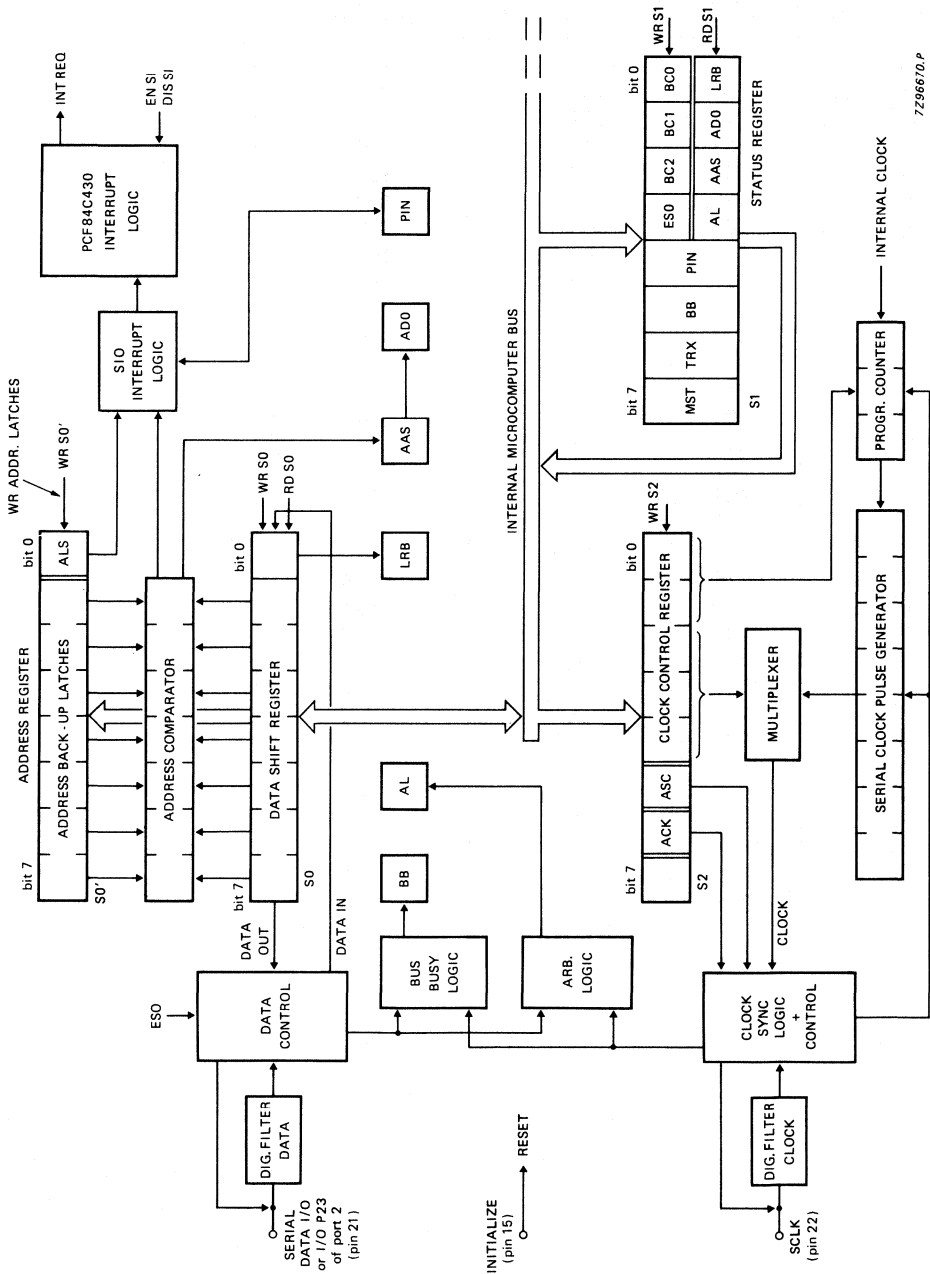 ADDRESS REGISTER
bit 7
bit 0
ADDRESS BACK - UP LATCHES
ALS
S0'
WR ADDR. LATCHES
WR S0'
ADDRESS COMPARATOR
DATA SHIFT REGISTER
bit 7
bit 0
S0
WR S0
RD S0
SIO
INTERRUPT
LOGIC
PCF84C430
INTERRUPT
LOGIC
INT REQ
EN SI
DIS SI
ESO
DATA
CONTROL
DATA
OUT
DATA IN
DIG. FILTER
DATA
SERIAL
DATA I/O
or I/O P23
of port 2
(pin 21)
BUS
BUSY
LOGIC
BB
AL
LRB
AAS
AD0
PIN
ARB.
LOGIC
INITIALIZE
(pin 15)
RESET
INTERNAL MICROCOMPUTER BUS
bit 7
bit 0
ACK
ASC
CLOCK CONTROL REGISTER
S2
WR S2
bit 7
bit 0
MST
TRX
BB
PIN
ES0
BC2
BC1
BC0
AL
AAS
AD0
LRB
WR S1
RD S1
S1
STATUS REGISTER
MULTIPLEXER
CLOCK
CLOCK
SYNC
LOGIC
+
CONTROL
DIG. FILTER
CLOCK
SCLK
(pin 22)
SERIAL CLOCK PULSE GENERATOR
PROGR. COUNTER
INTERNAL CLOCK
7Z96670.P